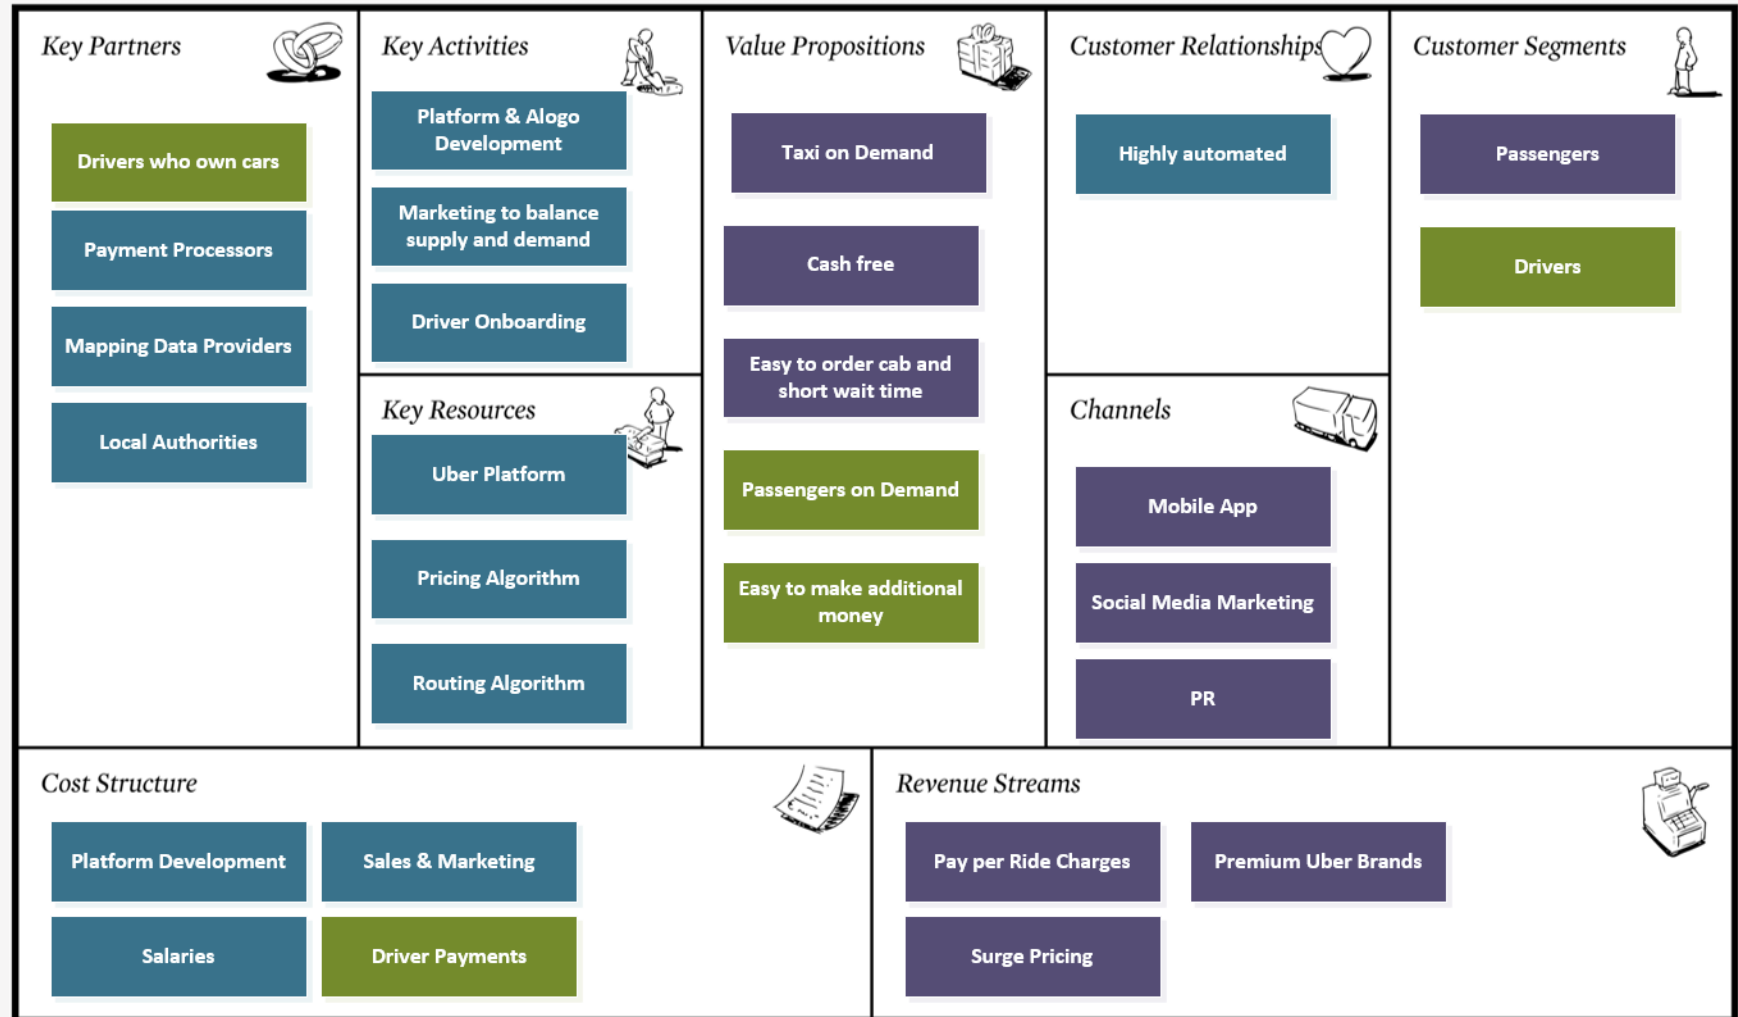 Key Partners
Drivers who own cars
Payment Processors
Mapping Data Providers
Local Authorities
Key Activities
Platform & Alogo
Development
Marketing to balance
supply and demand
Driver Onboarding
Key Resources
Uber Platform
Pricing Algorithm
Routing Algorithm
Value Propositions
Taxi on Demand
Cash free
Easy to order cab and
short wait time
Passengers on Demand
Easy to make additional
money
Customer Relationships
Highly automated
Channels
Mobile App
Social Media Marketing
PR
Customer Segments
Passengers
Drivers
Cost Structure
Platform Development
Sales & Marketing
Salaries
Driver Payments
Revenue Streams
Pay per Ride Charges
Premium Uber Brands
Surge Pricing